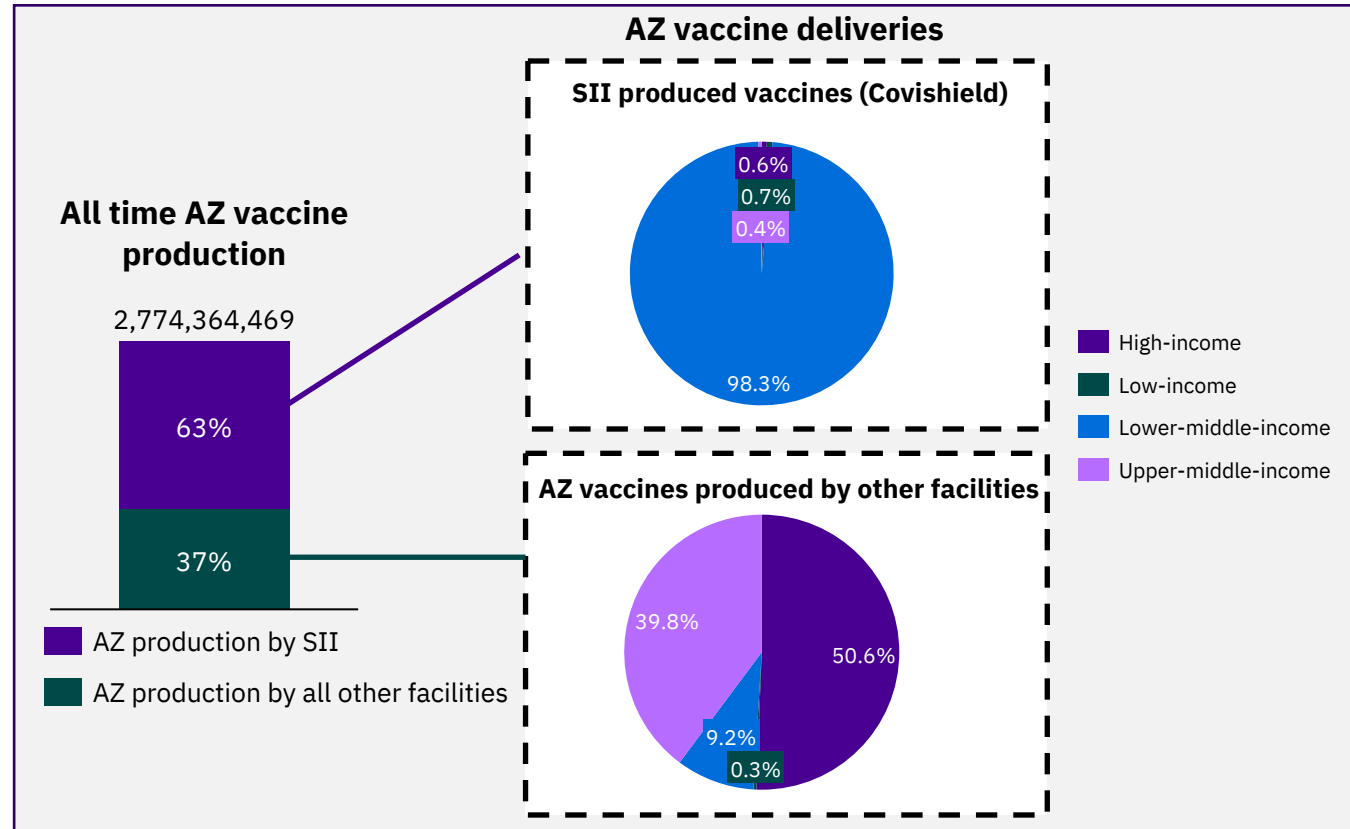 AZ vaccine deliveries
SII produced vaccines (Covishield)
0.6%
0.7%
0.4%
98.3%
All time AZ vaccine
production
2,774,364,469
63%
37%
AZ production by SII
AZ production by all other facilities
AZ vaccines produced by other facilities
39.8%
50.6%
9.2%
0.3%
High-income
Low-income
Lower-middle-income
Upper-middle-income